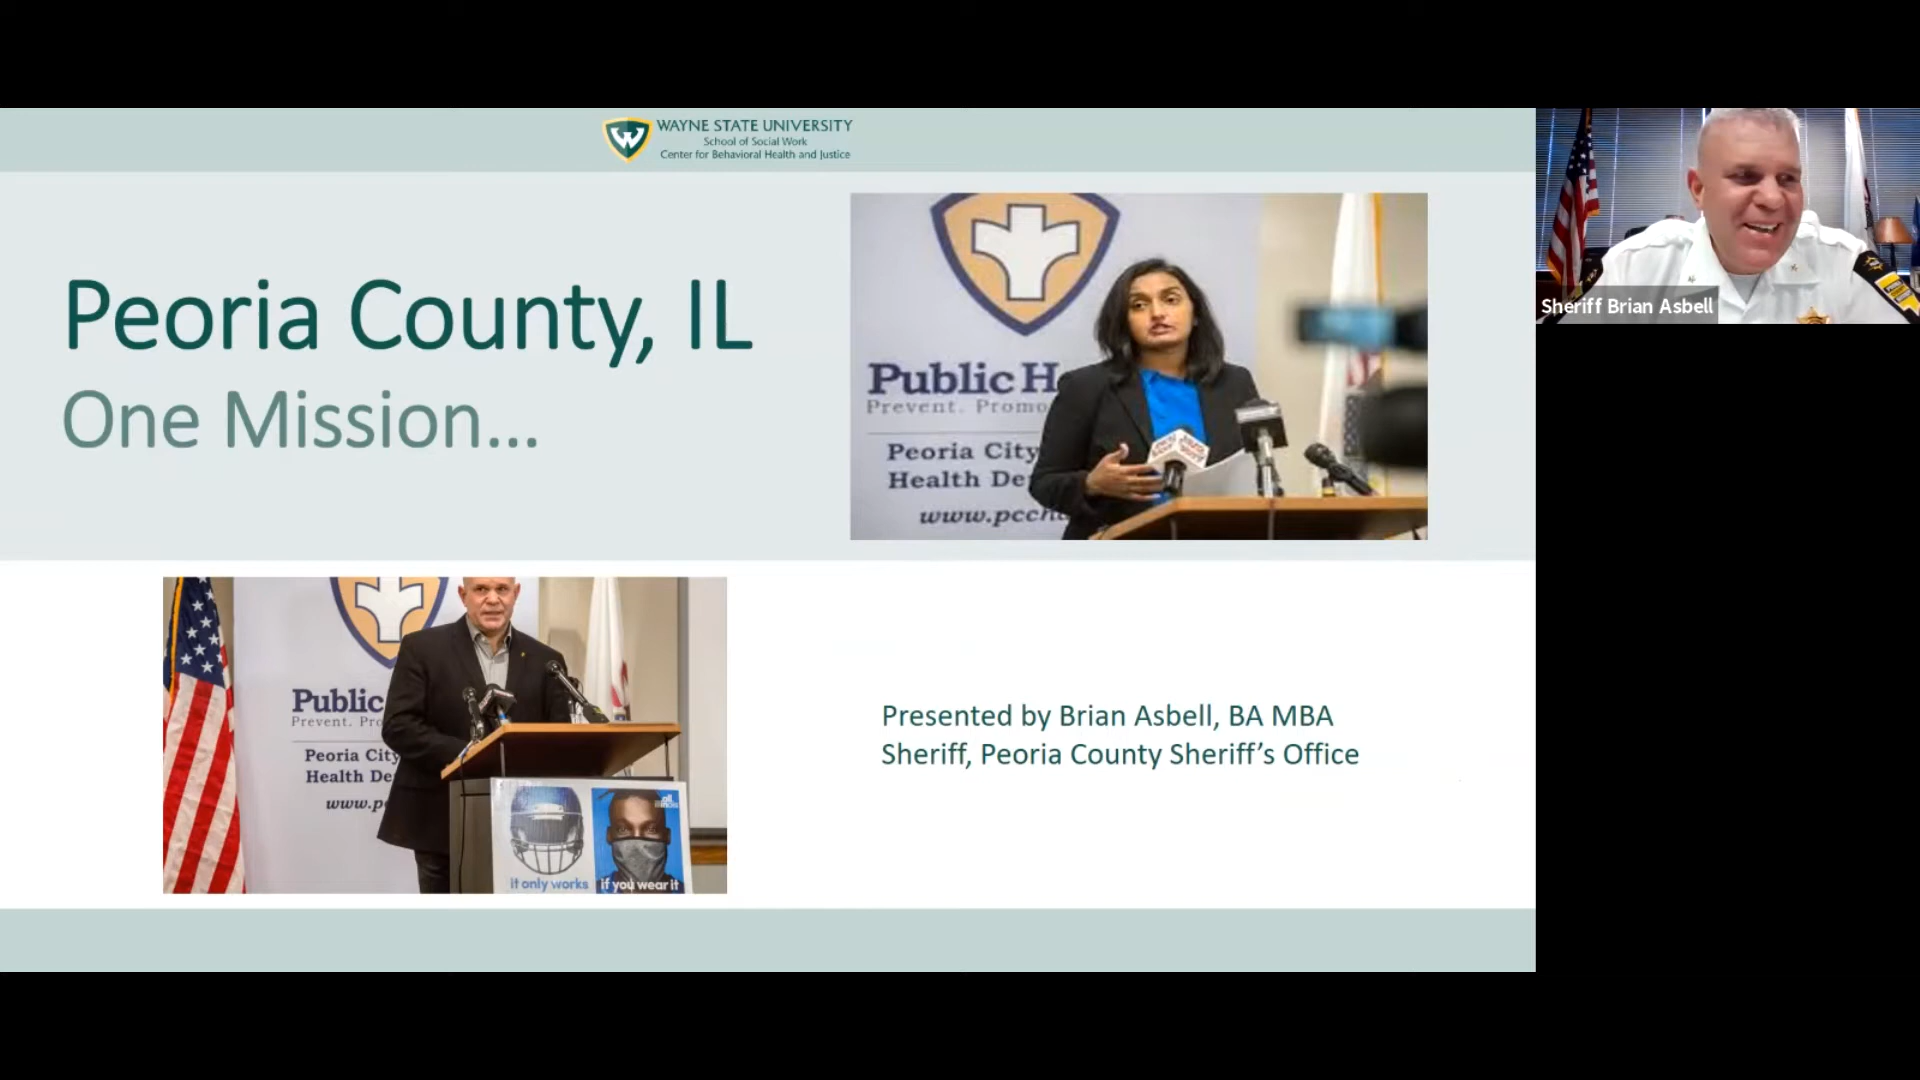 WAYNE STATE UNIVERSITY
School of Social Work
Center for Behavioral Health and Justice
Peoria County, IL
One Mission...
Public H
Prevent. Promo
Peoria City
Health De
www.pcch
Sheriff Brian Asbell
Public
Prevent. Pro
Peoria City
Health De
www.p
it only works if you wear it
Presented by Brian Asbell, BA MBA
Sheriff, Peoria County Sheriff’s Office